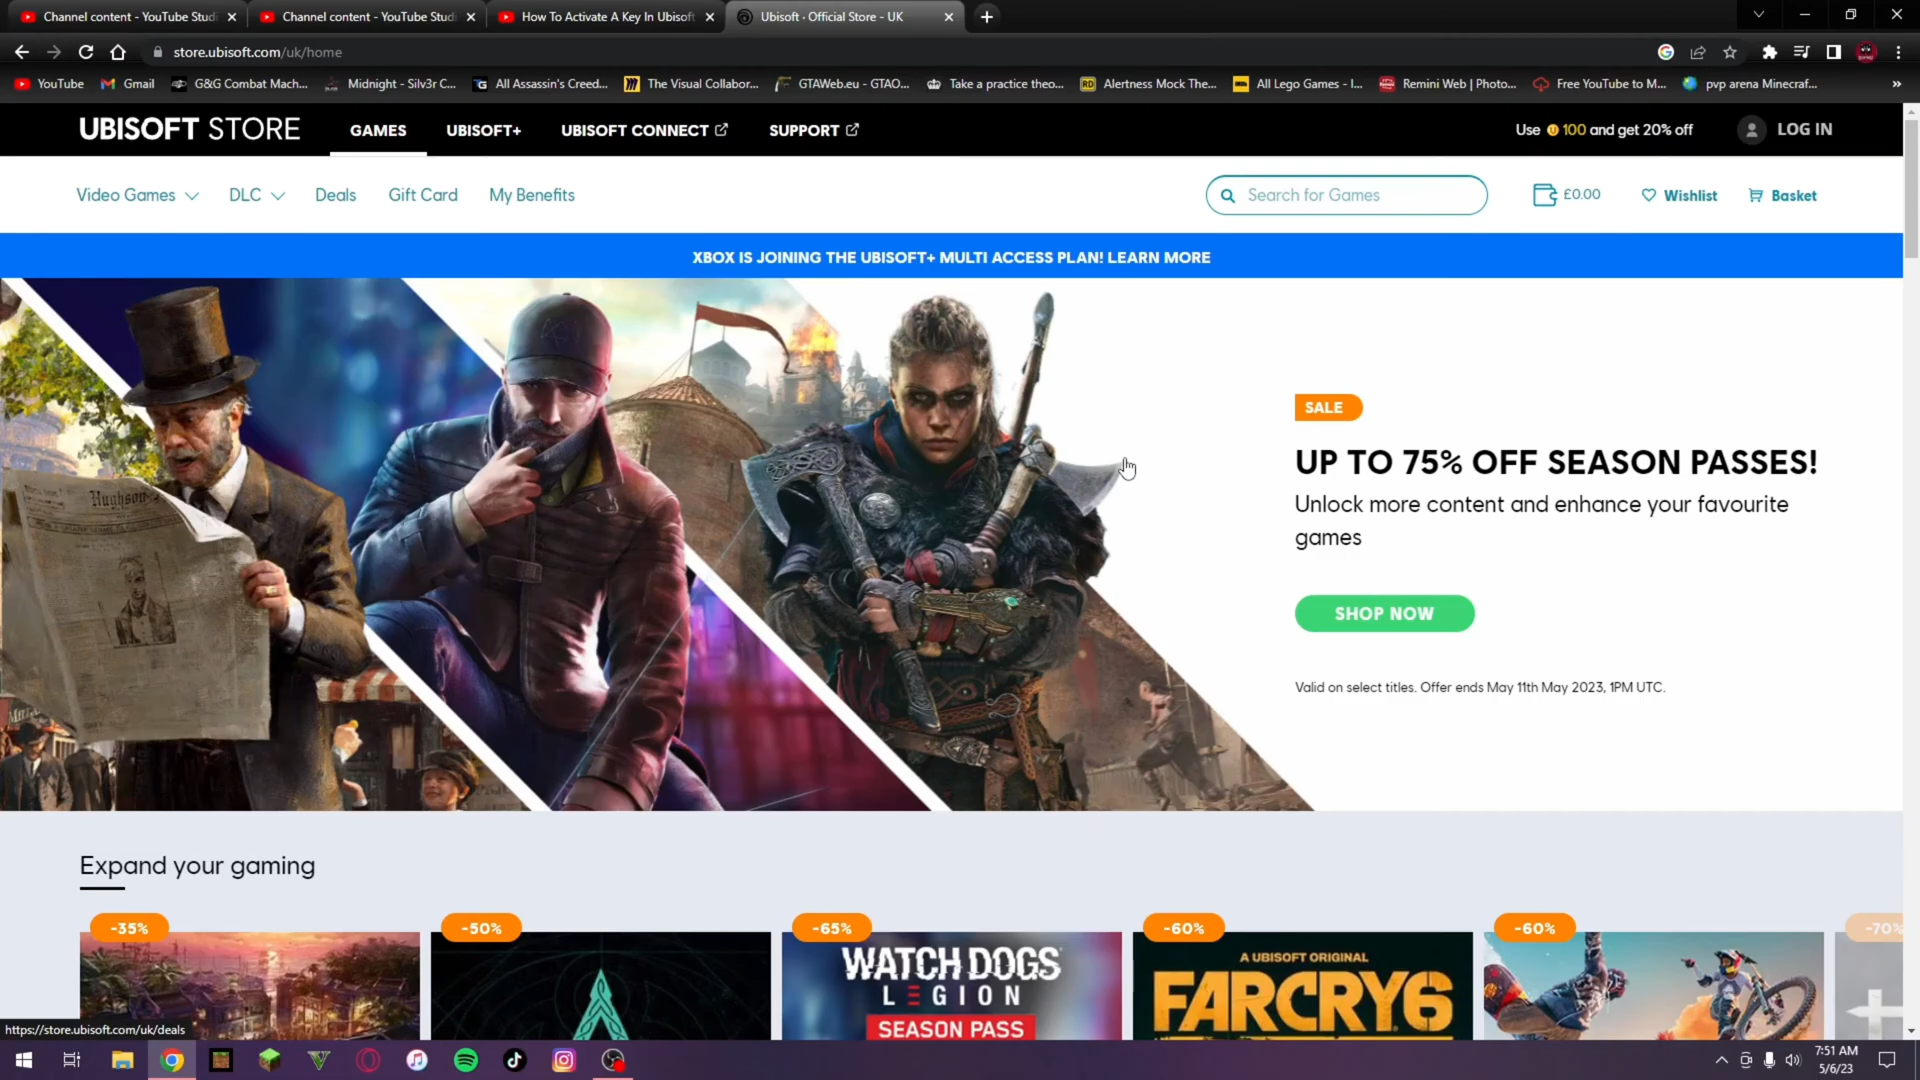 Channel content - YouTube Studi
Channel content - YouTube Studi
How To Activate A Key In Ubisoft
Ubisoft · Official Store - UK
store.ubisoft.com/uk/home
YouTube
Gmail
G&G Combat Mach...
Midnight - Silv3r C...
All Assassin's Creed...
The Visual Collabor...
GTAWeb.eu - GTAO...
Take a practice theo...
Alertness Mock The...
All Lego Games - I...
Remini Web | Photo...
Free YouTube to M...
pvp arena Minecraf...
»
UBISOFT STORE
GAMES
UBISOFT+
UBISOFT CONNECT
SUPPORT
Use 100 and get 20% off
LOG IN
Video Games
DLC
Deals
Gift Card
My Benefits
Search for Games
£0.00
Wishlist
Basket
XBOX IS JOINING THE UBISOFT+ MULTI ACCESS PLAN! LEARN MORE
Hughson
SALE
UP TO 75% OFF SEASON PASSES!
Unlock more content and enhance your favourite
games
SHOP NOW
Valid on select titles. Offer ends May 11th May 2023, 1PM UTC.
Expand your gaming
-35%
-50%
-65%
-60%
-60%
-70%
WATCH DOGS
LEGION
SEASON PASS
A UBISOFT ORIGINAL
FARCRY6
https://store.ubisoft.com/uk/deals
7:51 AM
5/6/23